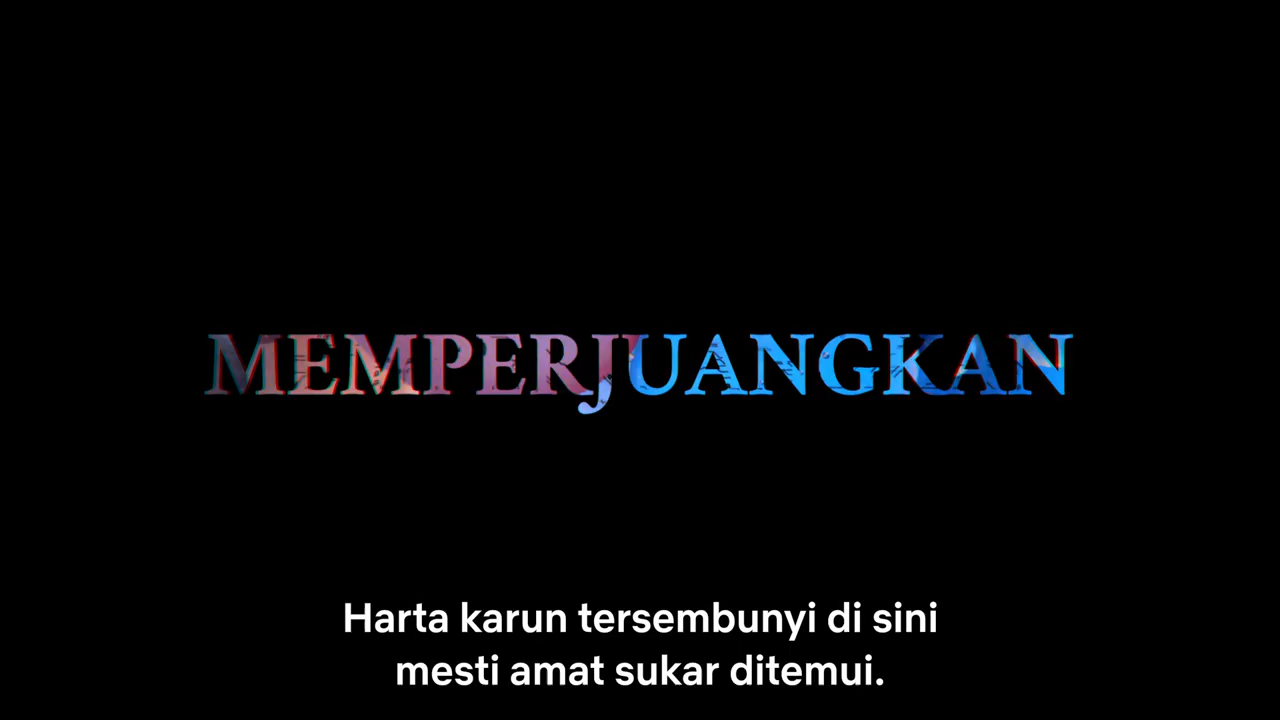 MEMPERJUANGKAN
Harta karun tersembunyi di sini
mesti amat sukar ditemui.